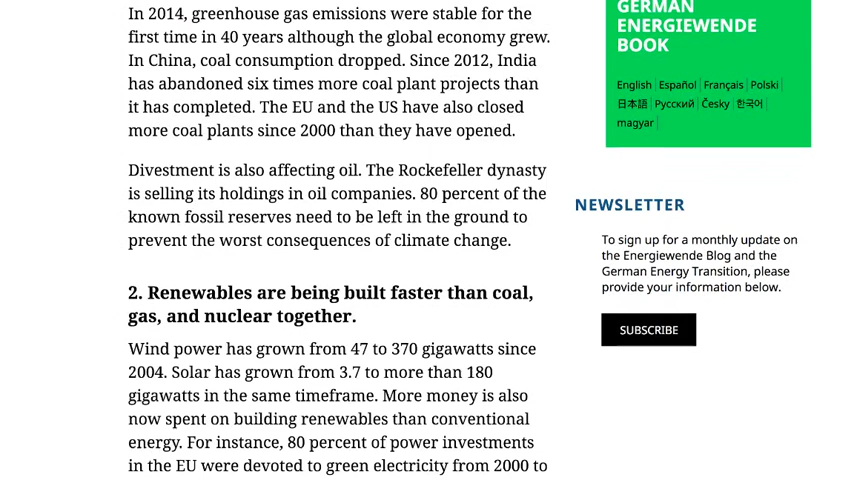 In 2014, greenhouse gas emissions were stable for the
first time in 40 years although the global economy grew.
In China, coal consumption dropped. Since 2012, India
has abandoned six times more coal plant projects than
it has completed. The EU and the US have also closed
more coal plants since 2000 than they have opened.
Divestment is also affecting oil. The Rockefeller dynasty
is selling its holdings in oil companies. 80 percent of the
known fossil reserves need to be left in the ground to
prevent the worst consequences of climate change.
2. Renewables are being built faster than coal,
gas, and nuclear together.
Wind power has grown from 47 to 370 gigawatts since
2004. Solar has grown from 3.7 to more than 180
gigawatts in the same timeframe. More money is also
now spent on building renewables than conventional
energy. For instance, 80 percent of power investments
in the EU were devoted to green electricity from 2000 to
GERMAN
ENERGIEWENDE
BOOK
English | Español | Français | Polski |
日本語 | Русский | Česky | 한국어 |
magyar |
NEWSLETTER
To sign up for a monthly update on
the Energiewende Blog and the
German Energy Transition, please
provide your information below.
SUBSCRIBE